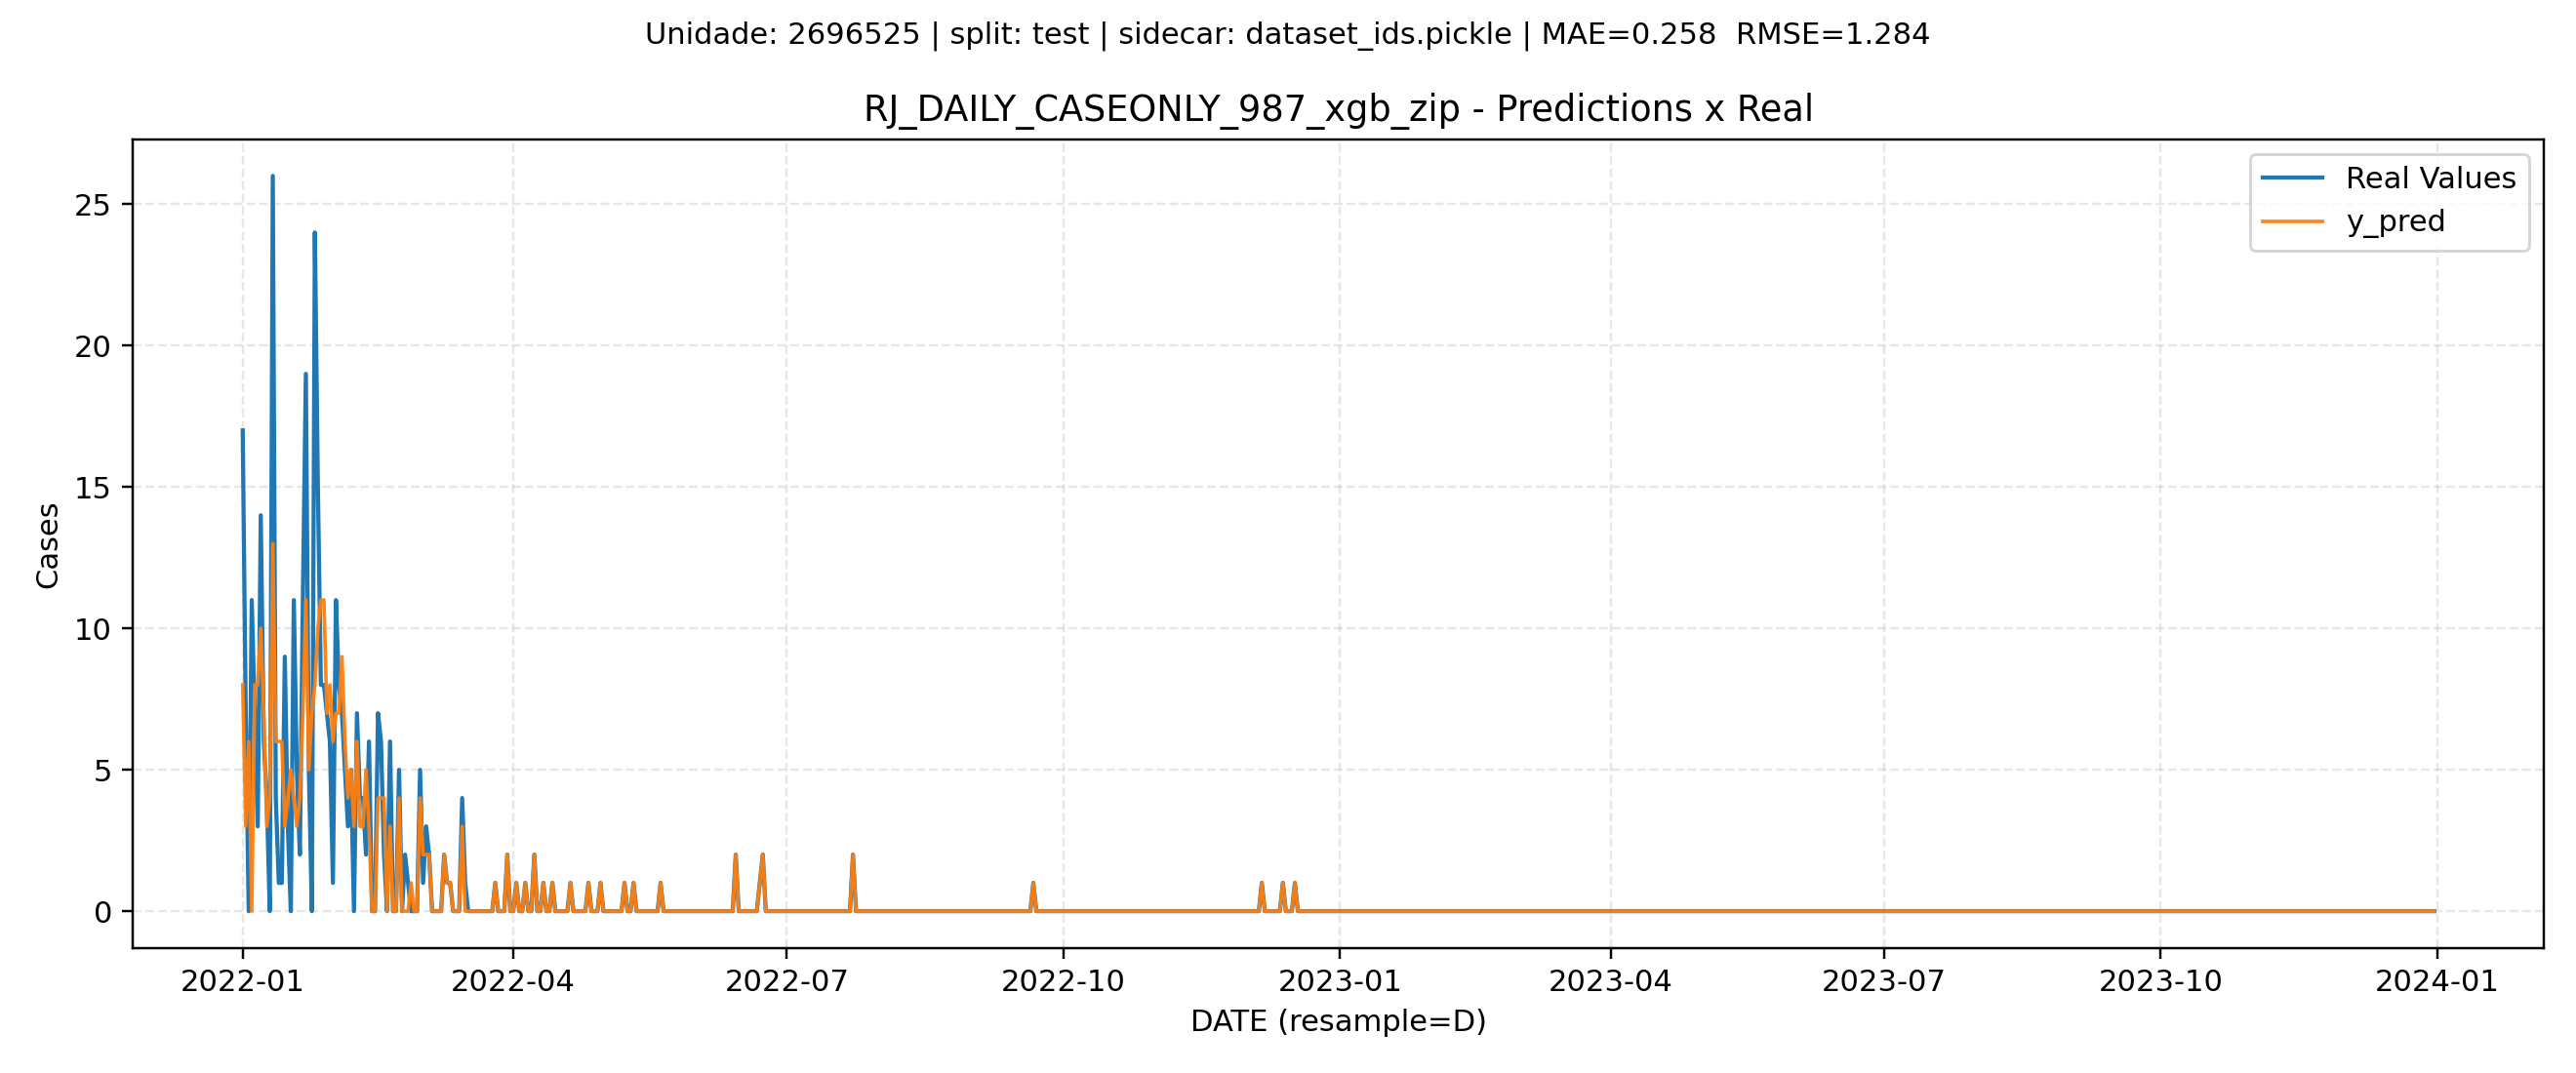 Unidade: 2696525 | split: test | sidecar: dataset_ids.pickle | MAE=0.258  RMSE=1.284
RJ_DAILY_CASEONLY_987_xgb_zip - Predictions x Real
Real Values
y_pred
Cases
25
20
15
10
5
0
2022-01
2022-04
2022-07
2022-10
2023-01
2023-04
2023-07
2023-10
2024-01
DATE (resample=D)